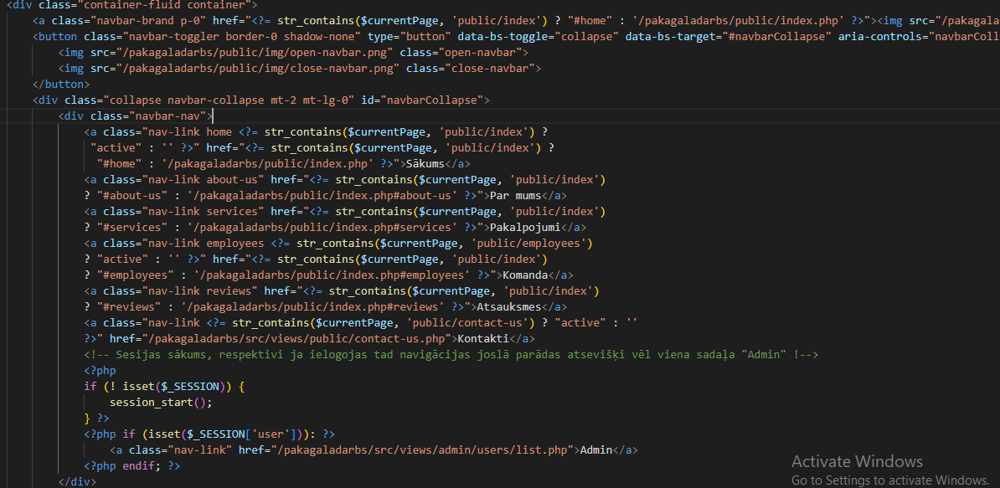 <div class="container-fluid container">
<a class="navbar-brand p-0" href="<?= str_contains($currentPage, 'public/index') ? "#home" : '/pakagaladarbs/public/index.php' ?>"><img src="/pakagala
<button class="navbar-toggler border-0 shadow-none" type="button" data-bs-toggle="collapse" data-bs-target="#navbarCollapse" aria-controls="navbarColl
<img src="/pakagaladarbs/public/img/open-navbar.png" class="open-navbar">
<img src="/pakagaladarbs/public/img/close-navbar.png" class="close-navbar">
</button>
<div class="collapse navbar-collapse mt-2 mt-lg-0" id="navbarCollapse">
<div class="navbar-nav">
<a class="nav-link home <?= str_contains($currentPage, 'public/index') ?
"active" : '' ?>" href="<?= str_contains($currentPage, 'public/index') ?
"#home" : '/pakagaladarbs/public/index.php' ?>">Sākums</a>
<a class="nav-link about-us" href="<?= str_contains($currentPage, 'public/index')
? "#about-us" : '/pakagaladarbs/public/index.php#about-us' ?>">Par mums</a>
<a class="nav-link services" href="<?= str_contains($currentPage, 'public/index')
? "#services" : '/pakagaladarbs/public/index.php#services' ?>">Pakalpojumi</a>
<a class="nav-link employees <?= str_contains($currentPage, 'public/employees')
? "active" : '' ?>" href="<?= str_contains($currentPage, 'public/index')
? "#employees" : '/pakagaladarbs/public/index.php#employees' ?>">Komanda</a>
<a class="nav-link reviews" href="<?= str_contains($currentPage, 'public/index')
? "#reviews" : '/pakagaladarbs/public/index.php#reviews' ?>">Atsauksmes</a>
<a class="nav-link <?= str_contains($currentPage, 'public/contact-us') ? "active" : ''
?>" href="/pakagaladarbs/src/views/public/contact-us.php">Kontakti</a>
<!-- Sesijas sākums, respektīvi ja ielogojas tad navigācijas joslā parādas atsevišķi vēl viena sadaļa "Admin" !-->
<?php
if (! isset($_SESSION)) {
session_start();
} ?>
<?php if (isset($_SESSION['user'])): ?>
<a class="nav-link" href="/pakagaladarbs/src/views/admin/users/list.php">Admin</a>
<?php endif; ?>
</div>
Activate Windows
Go to Settings to activate Windows.